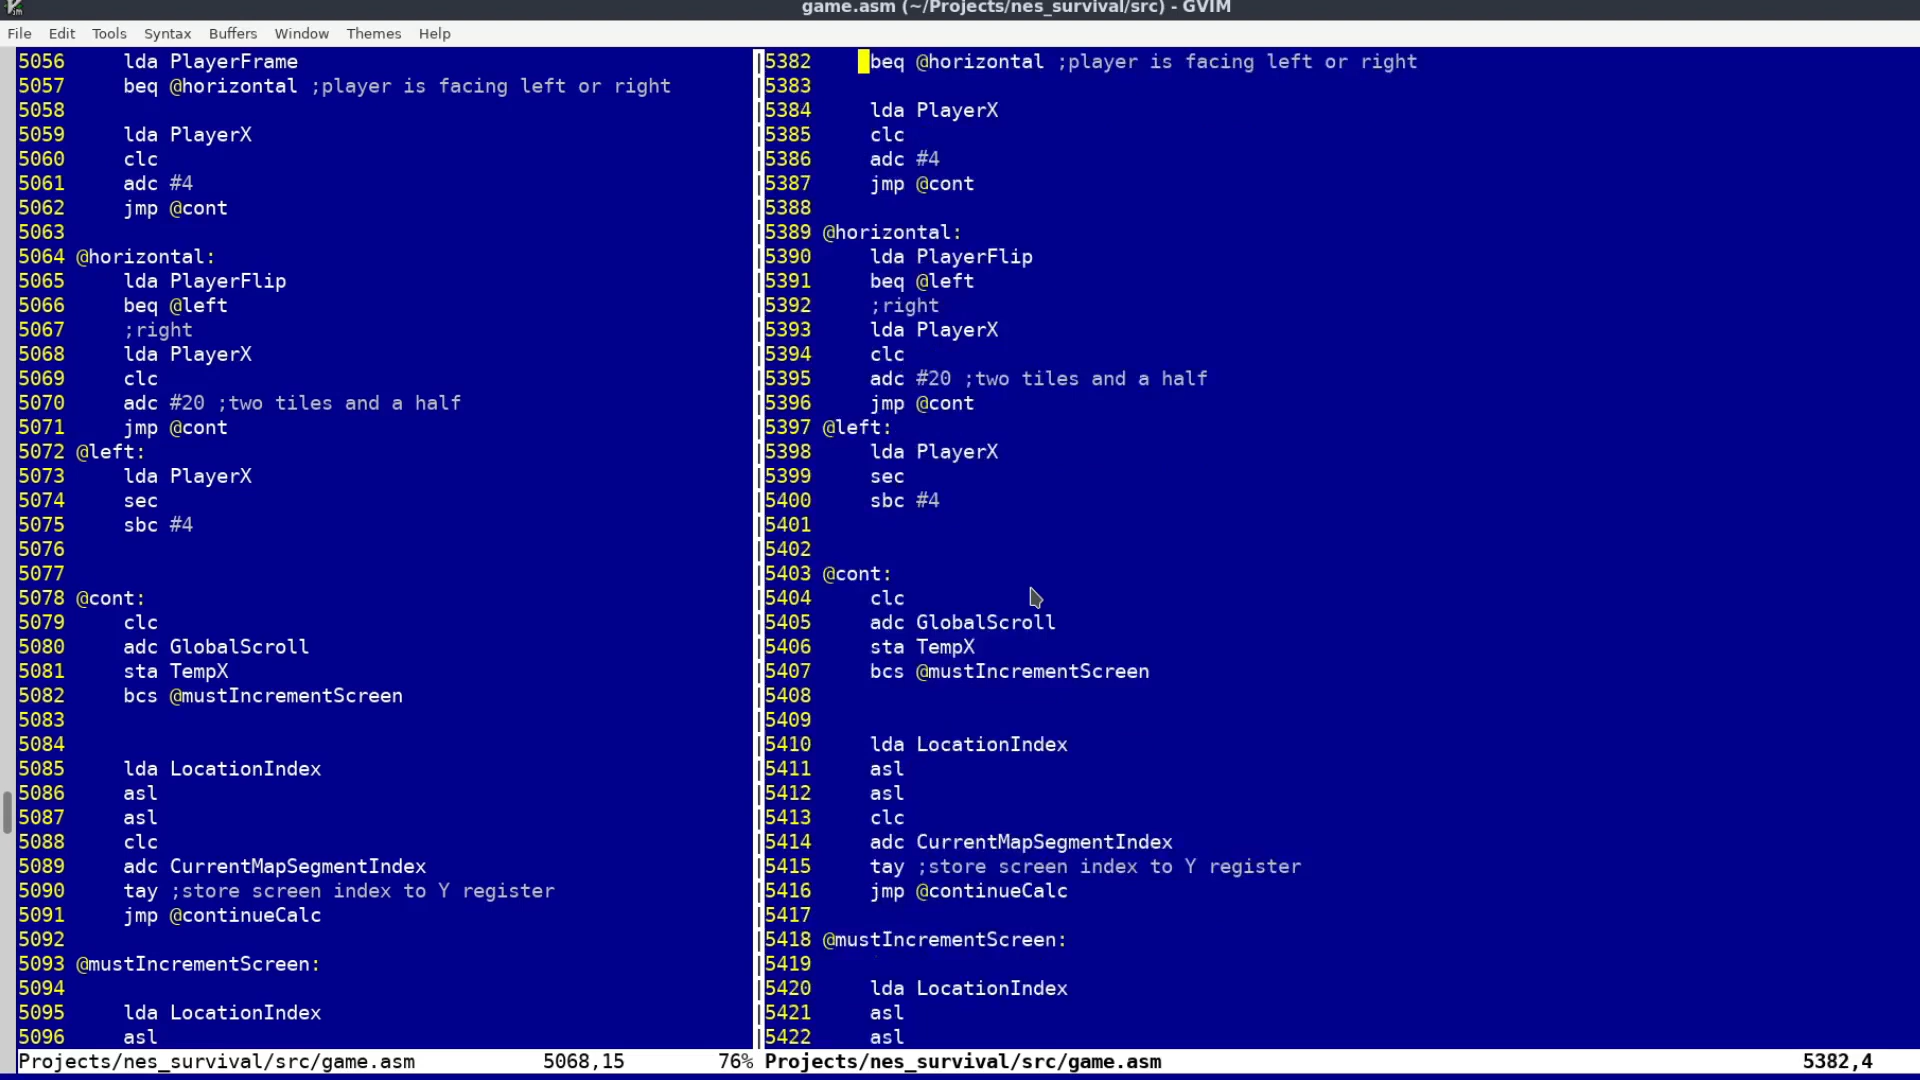 game.asm (~/Projects/nes_survival/src) - GVIM
File Edit Tools Syntax Buffers Window Themes Help
5056 lda PlayerFrame
5057 beq @horizontal ;player is facing left or right
5058
5059 lda PlayerX
5060 clc
5061 adc #4
5062 jmp @cont
5063
5064 @horizontal:
5065 lda PlayerFlip
5066 beq @left
5067 ;right
5068 lda PlayerX
5069 clc
5070 adc #20 ;two tiles and a half
5071 jmp @cont
5072 @left:
5073 lda PlayerX
5074 sec
5075 sbc #4
5076
5077
5078 @cont:
5079 clc
5080 adc GlobalScroll
5081 sta TempX
5082 bcs @mustIncrementScreen
5083
5084
5085 lda LocationIndex
5086 asl
5087 asl
5088 clc
5089 adc CurrentMapSegmentIndex
5090 tay ;store screen index to Y register
5091 jmp @continueCalc
5092
5093 @mustIncrementScreen:
5094
5095 lda LocationIndex
5096 asl
Projects/nes_survival/src/game.asm 5068,15 76%
5382 beq @horizontal ;player is facing left or right
5383
5384 lda PlayerX
5385 clc
5386 adc #4
5387 jmp @cont
5388
5389 @horizontal:
5390 lda PlayerFlip
5391 beq @left
5392 ;right
5393 lda PlayerX
5394 clc
5395 adc #20 ;two tiles and a half
5396 jmp @cont
5397 @left:
5398 lda PlayerX
5399 sec
5400 sbc #4
5401
5402
5403 @cont:
5404 clc
5405 adc GlobalScroll
5406 sta TempX
5407 bcs @mustIncrementScreen
5408
5409
5410 lda LocationIndex
5411 asl
5412 asl
5413 clc
5414 adc CurrentMapSegmentIndex
5415 tay ;store screen index to Y register
5416 jmp @continueCalc
5417
5418 @mustIncrementScreen:
5419
5420 lda LocationIndex
5421 asl
5422 asl
Projects/nes_survival/src/game.asm 5382,4